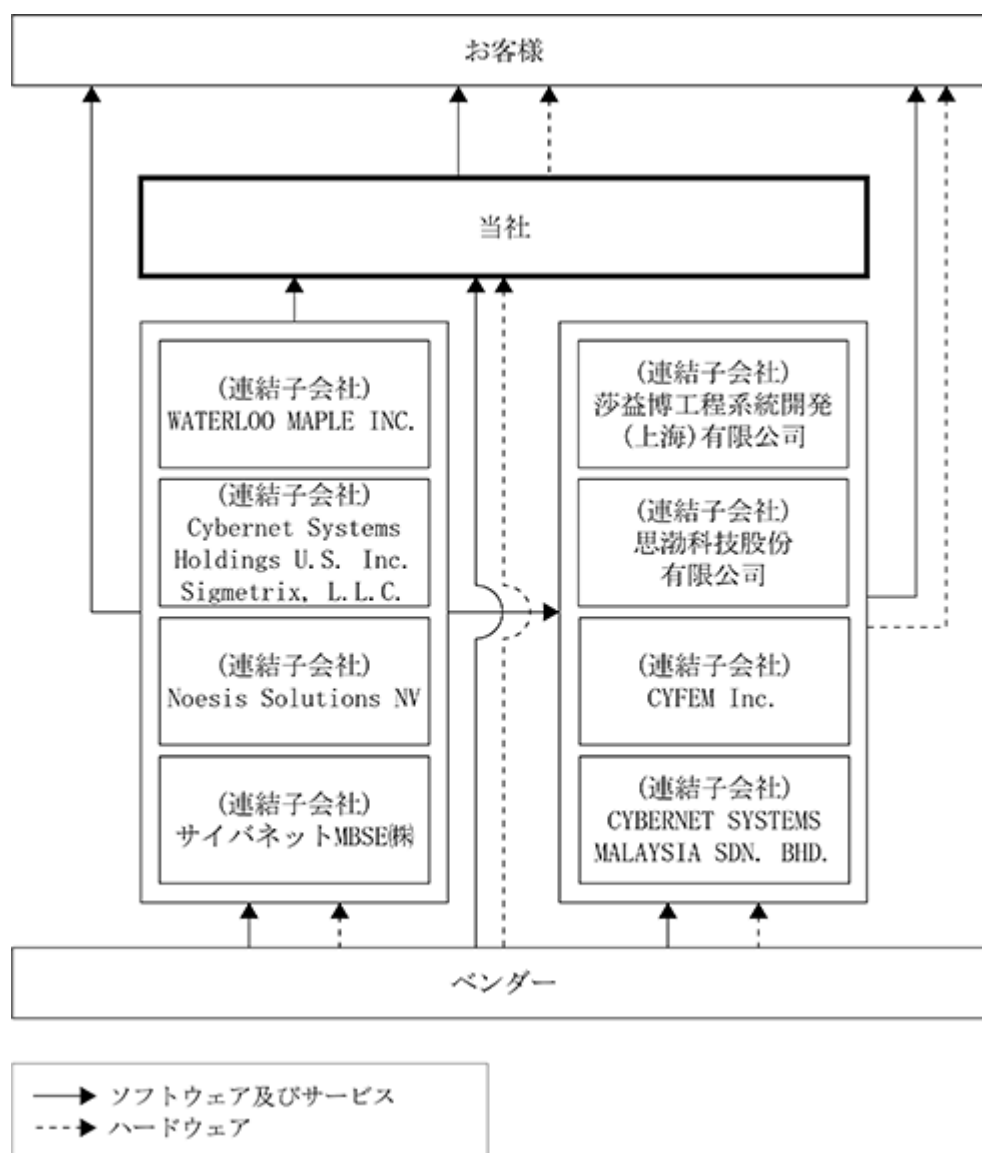 お客様
当社
(連結子会社)
WATERLOO MAPLE INC.
(連結子会社)
Cybernet Systems
Holdings U.S. Inc.
Sigmetrix, L.L.C.
(連結子会社)
Noesis Solutions NV
(連結子会社)
サイバネットMBSE㈱
(連結子会社)
莎益博工程系統開発
(上海)有限公司
(連結子会社)
思渤科技股份
有限公司
(連結子会社)
CYFEM Inc.
(連結子会社)
CYBERNET SYSTEMS
MALAYSIA SDN. BHD.
ベンダー
ソフトウェア及びサービス
ハードウェア